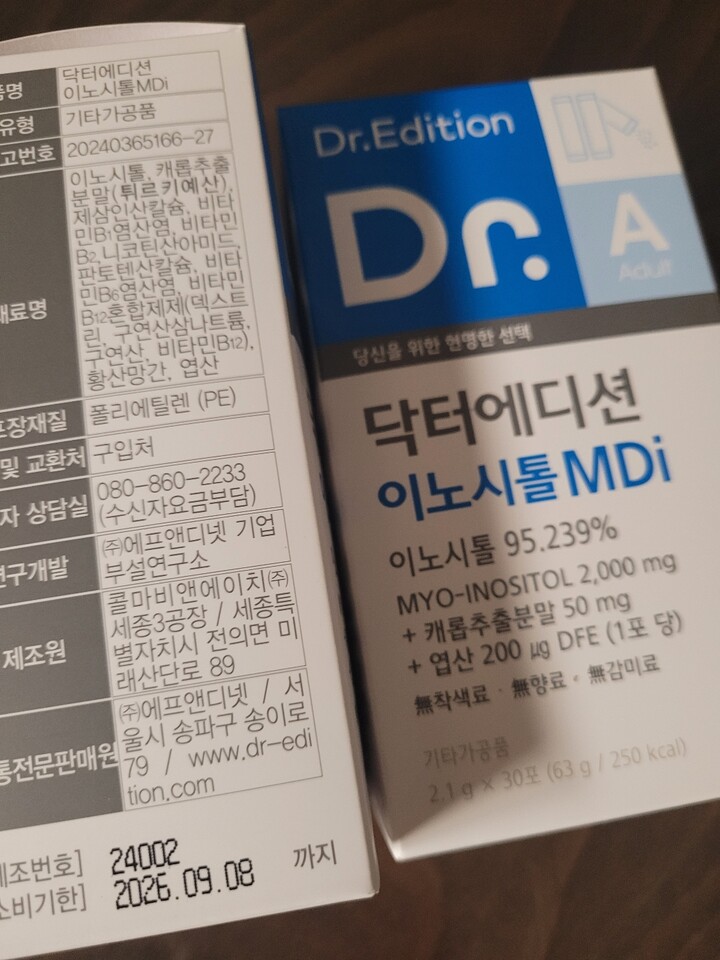 품명
닥터에디션
이노시톨MDi
유형
기타가공품
고번호
20240365166-27
재료명
이노시톨, 캐롭추출
분말(튀르키예산),
제삼인산칼슘, 비타
민B1염산염, 비타민
B2,니코틴산아미드,
판토텐산칼슘, 비타
민B6염산염, 비타민
B12혼합제제(덱스트
린, 구연산삼나트륨,
구연산, 비타민B12),
황산망간, 엽산
포장재질
폴리에틸렌 (PE)
및 교환처
구입처
자 상담실
080-860-2233
(수신자요금부담)
연구개발
㈜에프앤디넷 기업
부설연구소
제조원
콜마비앤에이치㈜
세종3공장 / 세종특
별자치시 전의면 미
래산단로 89
통전문판매원
㈜에프앤디넷 / 서
울시 송파구 송이로
79 / www.dr-edi
tion.com
제조번호]
24002
소비기한]
2026.09.08 까지
Dr.Edition
Dr.
A
Adult
당신을 위한 현명한 선택
닥터에디션
이노시톨MDi
이노시톨 95.239%
MYO-INOSITOL 2,000 mg
+ 캐롭추출분말 50 mg
+ 엽산 200 ㎍ DFE (1포 당)
無착색료 · 無향료 · 無감미료
기타가공품
2.1 g × 30포 (63 g / 250 kcal)